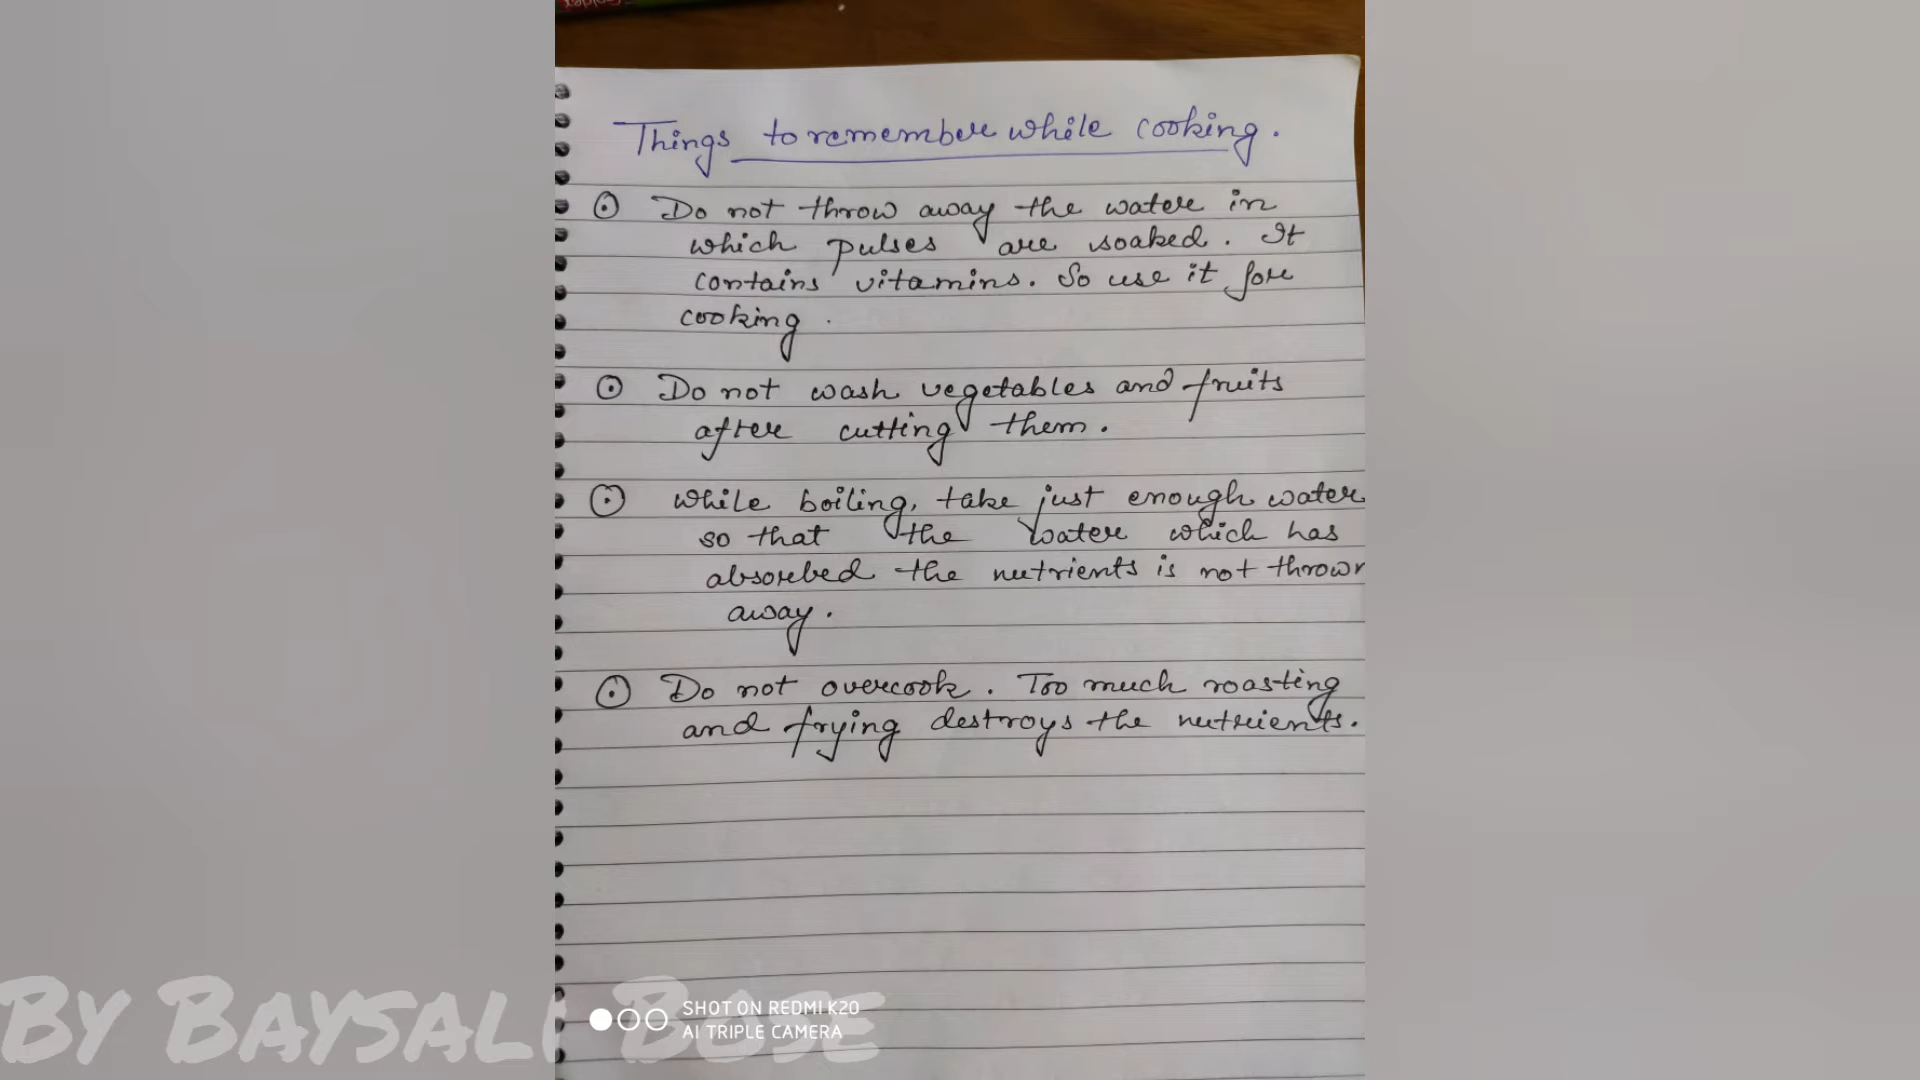 Things to remember while cooking.
Do not throw away the water in
which pulses are soaked. It
contains vitamins. So use it for
cooking.
Do not wash vegetables and fruits
after cutting them.
While boiling, take just enough water
so that the water which has
absorbed the nutrients is not thrown
away.
Do not overcook. Too much roasting
and frying destroys the nutrients.
By Baysali Bose
SHOT ON REDMI K20
AI TRIPLE CAMERA